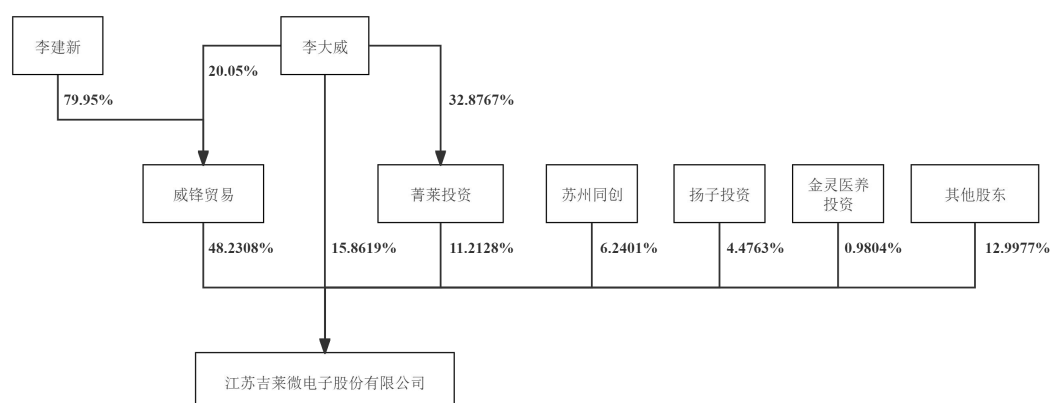 李建新
李大威
20.05%
79.95%
32.8767%
威锋贸易
菁莱投资
苏州同创
扬子投资
金灵医养
投资
其他股东
48.2308%
15.8619%
11.2128%
6.2401%
4.4763%
0.9804%
12.9977%
江苏吉莱微电子股份有限公司